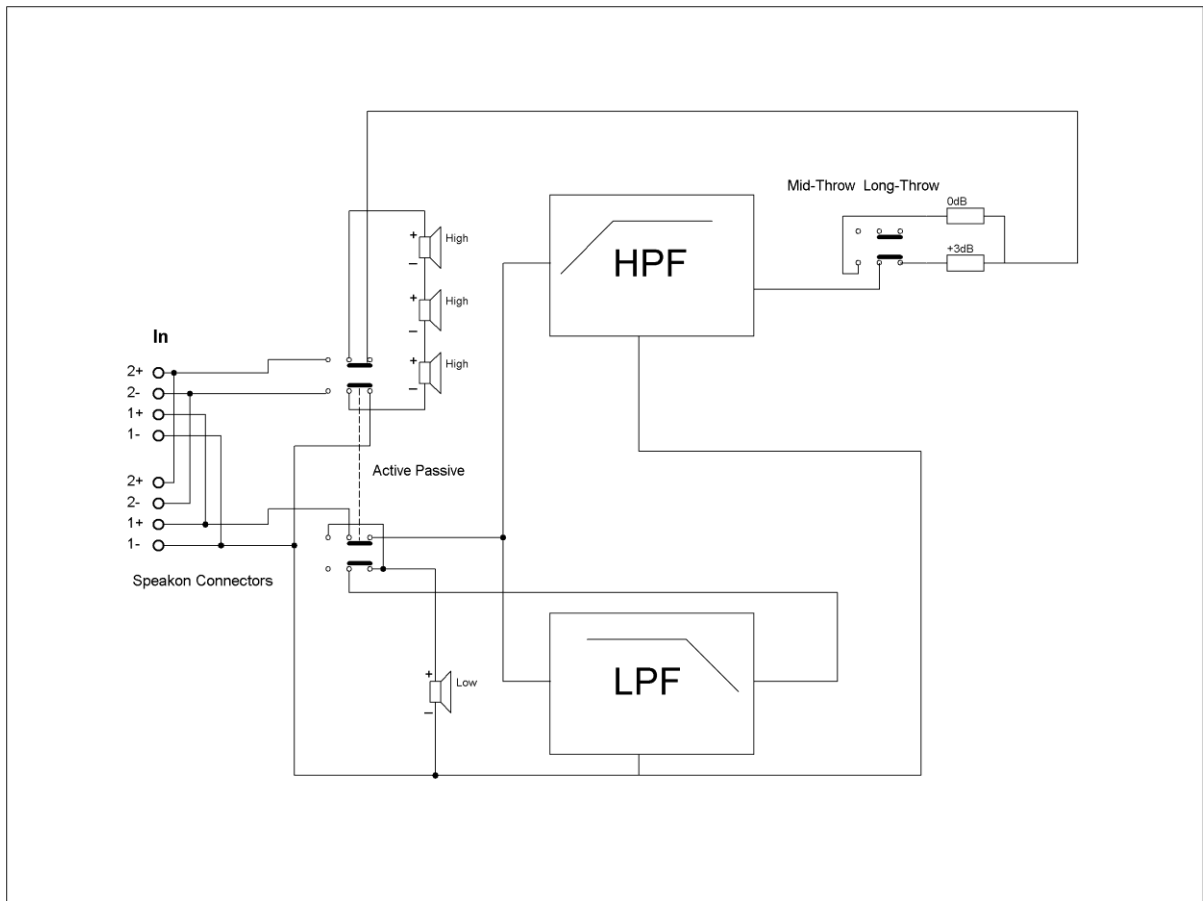 Mid-Throw Long-Throw
0dB
+3dB
+
High
–
+
High
–
+
High
–
HPF
In
2+
2-
1+
1-
2+
2-
1+
1-
Speakon Connectors
Active Passive
+
Low
–
LPF